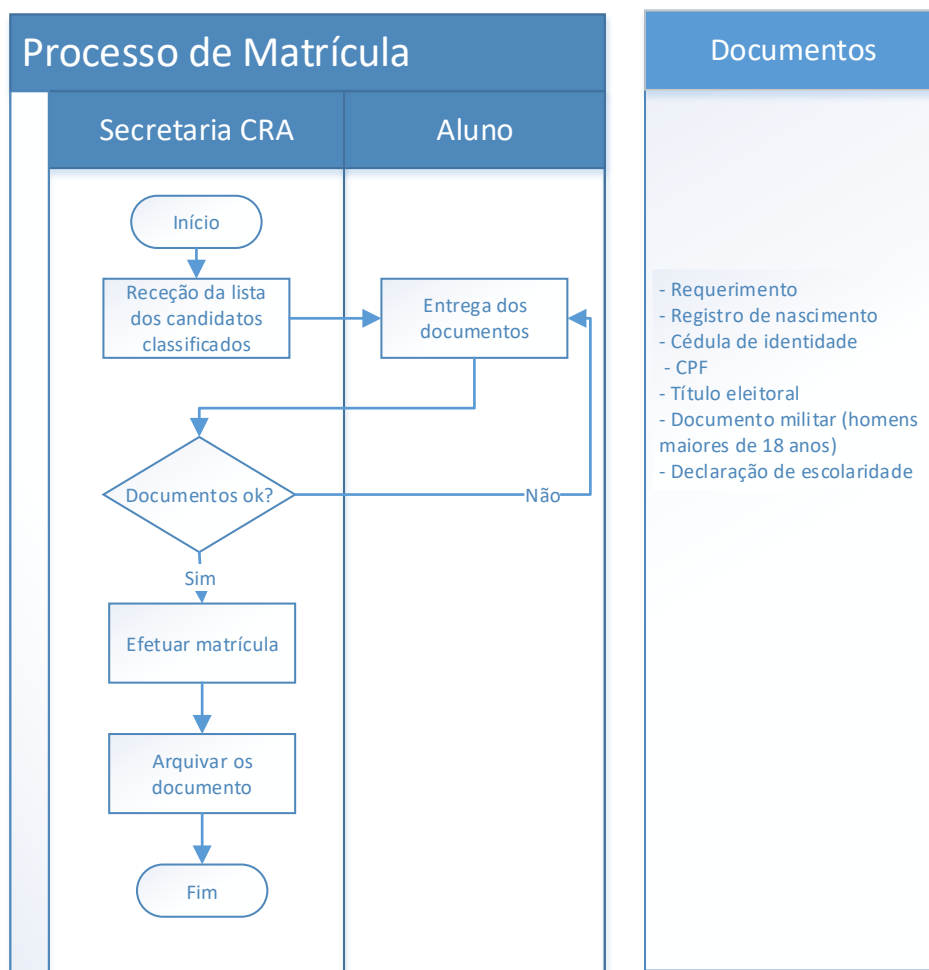 Processo de Matrícula
Secretaria CRA
Aluno
Início
Receção da lista
dos candidatos
classificados
Entrega dos
documentos
Documentos ok?
Não
Sim
Efetuar matrícula
Arquivar os
documento
Fim
Documentos
- Requerimento
- Registro de nascimento
- Cédula de identidade
- CPF
- Título eleitoral
- Documento militar (homens
maiores de 18 anos)
- Declaração de escolaridade